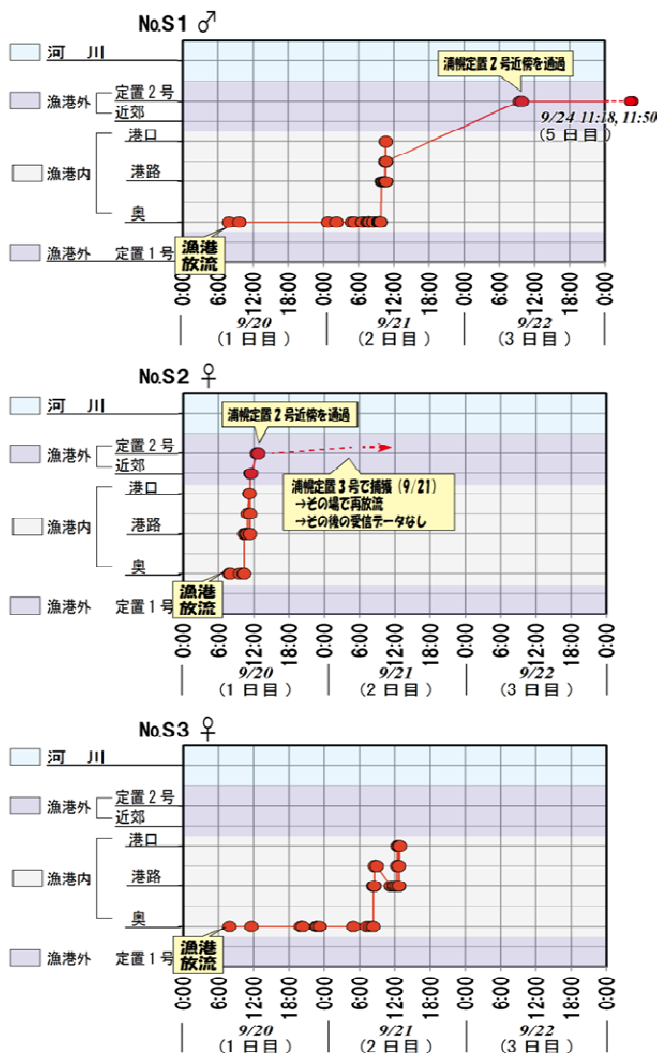 No.S1 ♂
河 川
漁港外
定置2号
近郊
漁港内
港口
港路
奥
漁港外 定置1号
浦幌定置2号近傍を通過
9/24 11:18, 11:50
(5日目)
漁港
放流
0:00 6:00 12:00 18:00 0:00 6:00 12:00 18:00 0:00 6:00 12:00 18:00 0:00
9/20 9/21 9/22
(1日目) (2日目) (3日目)
No.S2 ♀
河 川
漁港外
定置2号
近郊
漁港内
港口
港路
奥
漁港外 定置1号
浦幌定置2号近傍を通過
浦幌定置3号で捕獲(9/21)
→その場で再放流
→その後の受信データなし
漁港
放流
0:00 6:00 12:00 18:00 0:00 6:00 12:00 18:00 0:00 6:00 12:00 18:00 0:00
9/20 9/21 9/22
(1日目) (2日目) (3日目)
No.S3 ♀
河 川
漁港外
定置2号
近郊
漁港内
港口
港路
奥
漁港外 定置1号
漁港
放流
0:00 6:00 12:00 18:00 0:00 6:00 12:00 18:00 0:00 6:00 12:00 18:00 0:00
9/20 9/21 9/22
(1日目) (2日目) (3日目)